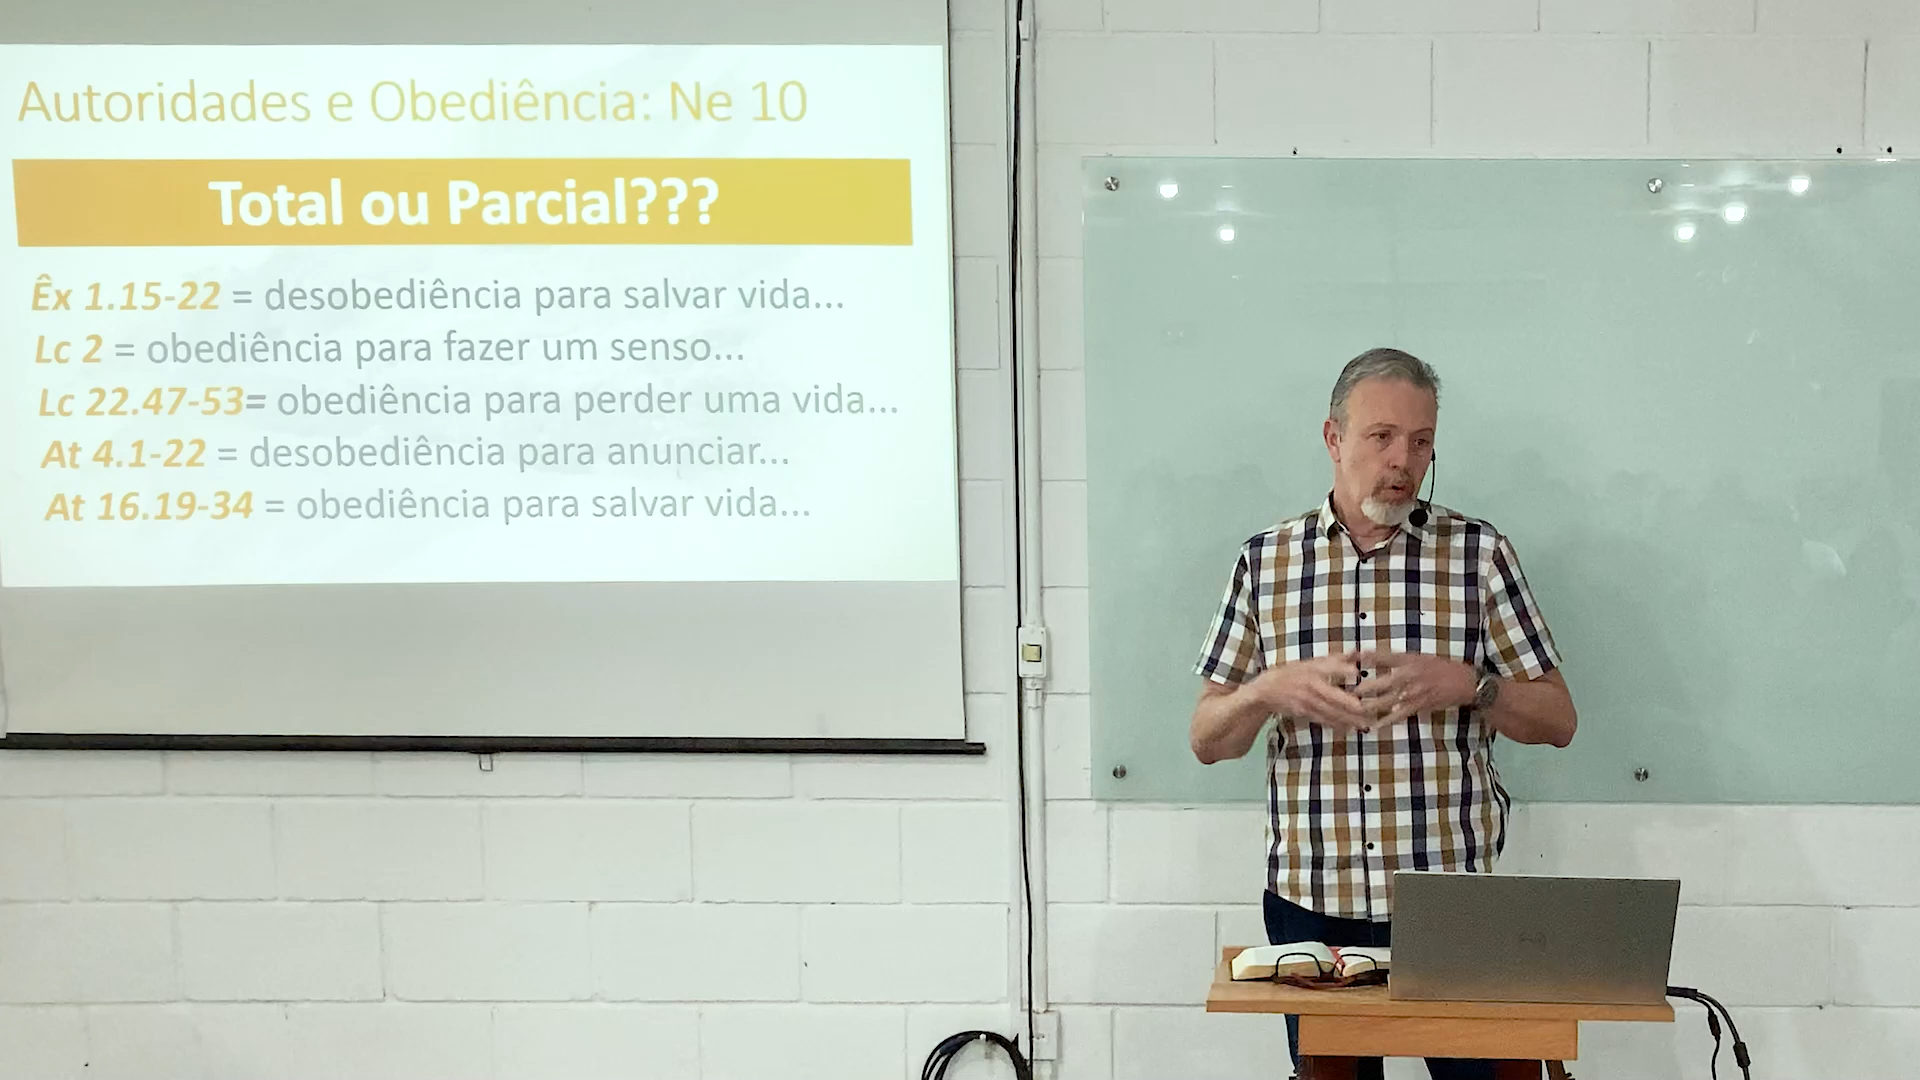 Autoridades e Obediência: Ne 10
Total ou Parcial???
Êx 1.15-22 = desobediência para salvar vida...
Lc 2 = obediência para fazer um senso...
Lc 22.47-53= obediência para perder uma vida...
At 4.1-22 = desobediência para anunciar...
At 16.19-34 = obediência para salvar vida...